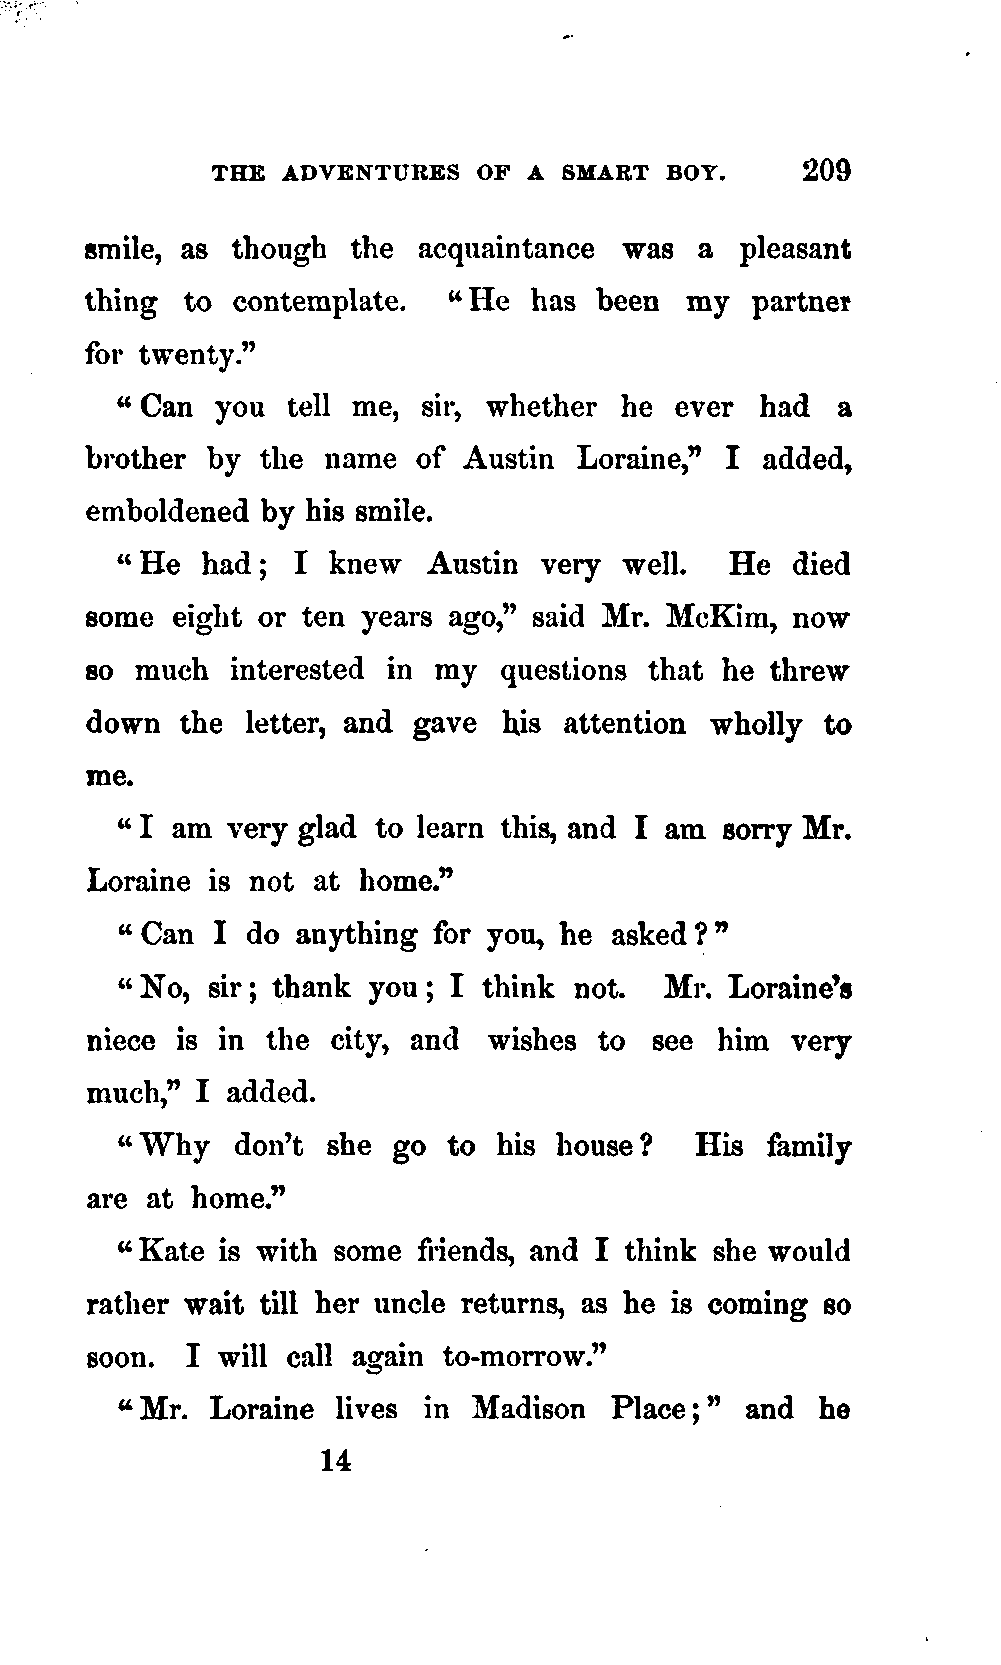 THE ADVENTURES OF A SMART BOY. 209
smile, as though the acquaintance was a pleasant
thing to contemplate. "He has been my partner
for twenty."
"Can you tell me, sir, whether he ever had a
brother by the name of Austin Loraine," I added,
emboldened by his smile.
"He had; I knew Austin very well. He died
some eight or ten years ago," said Mr. McKim, now
so much interested in my questions that he threw
down the letter, and gave his attention wholly to
me.
"I am very glad to learn this, and I am sorry Mr.
Loraine is not at home."
"Can I do anything for you, he asked?"
"No, sir; thank you; I think not. Mr. Loraine's
niece is in the city, and wishes to see him very
much," I added.
"Why don't she go to his house? His family
are at home."
"Kate is with some friends, and I think she would
rather wait till her uncle returns, as he is coming so
soon. I will call again to-morrow."
"Mr. Loraine lives in Madison Place;" and he
14